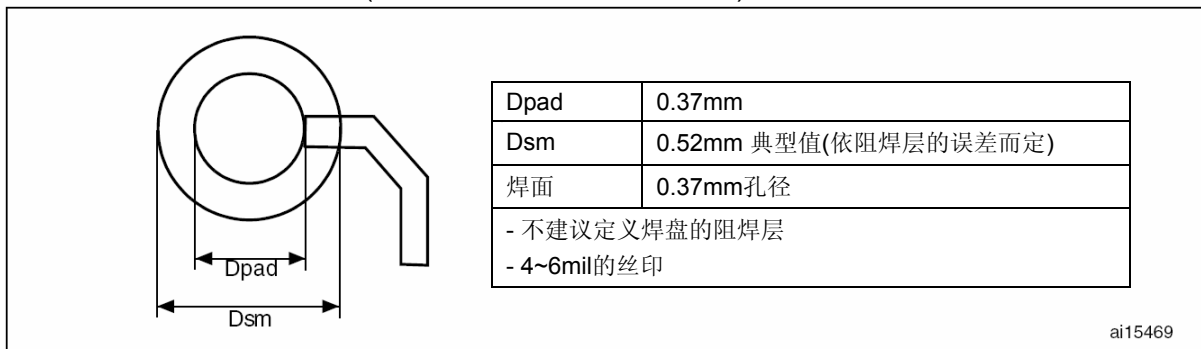 Dpad
Dsm
Dpad 0.37mm
Dsm 0.52mm 典型值(依阻焊层的误差而定)
焊面 0.37mm孔径
- 不建议定义焊盘的阻焊层
- 4~6mil的丝印
ai15469